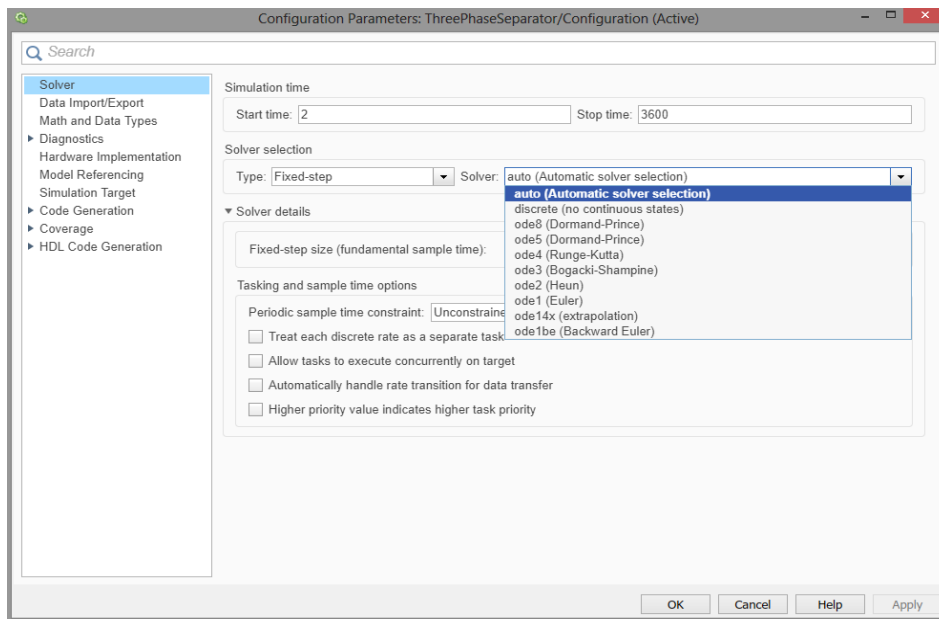 Configuration Parameters: ThreePhaseSeparator/Configuration (Active)
Search
Solver
Data Import/Export
Math and Data Types
Diagnostics
Hardware Implementation
Model Referencing
Simulation Target
Code Generation
Coverage
HDL Code Generation
Simulation time
Start time: 2 Stop time: 3600
Solver selection
Type: Fixed-step Solver: auto (Automatic solver selection)
auto (Automatic solver selection)
discrete (no continuous states)
ode8 (Dormand-Prince)
ode5 (Dormand-Prince)
ode4 (Runge-Kutta)
ode3 (Bogacki-Shampine)
ode2 (Heun)
ode1 (Euler)
ode14x (extrapolation)
ode1be (Backward Euler)
Solver details
Fixed-step size (fundamental sample time):
Tasking and sample time options
Periodic sample time constraint: Unconstraine
Treat each discrete rate as a separate task
Allow tasks to execute concurrently on target
Automatically handle rate transition for data transfer
Higher priority value indicates higher task priority
OK Cancel Help Apply